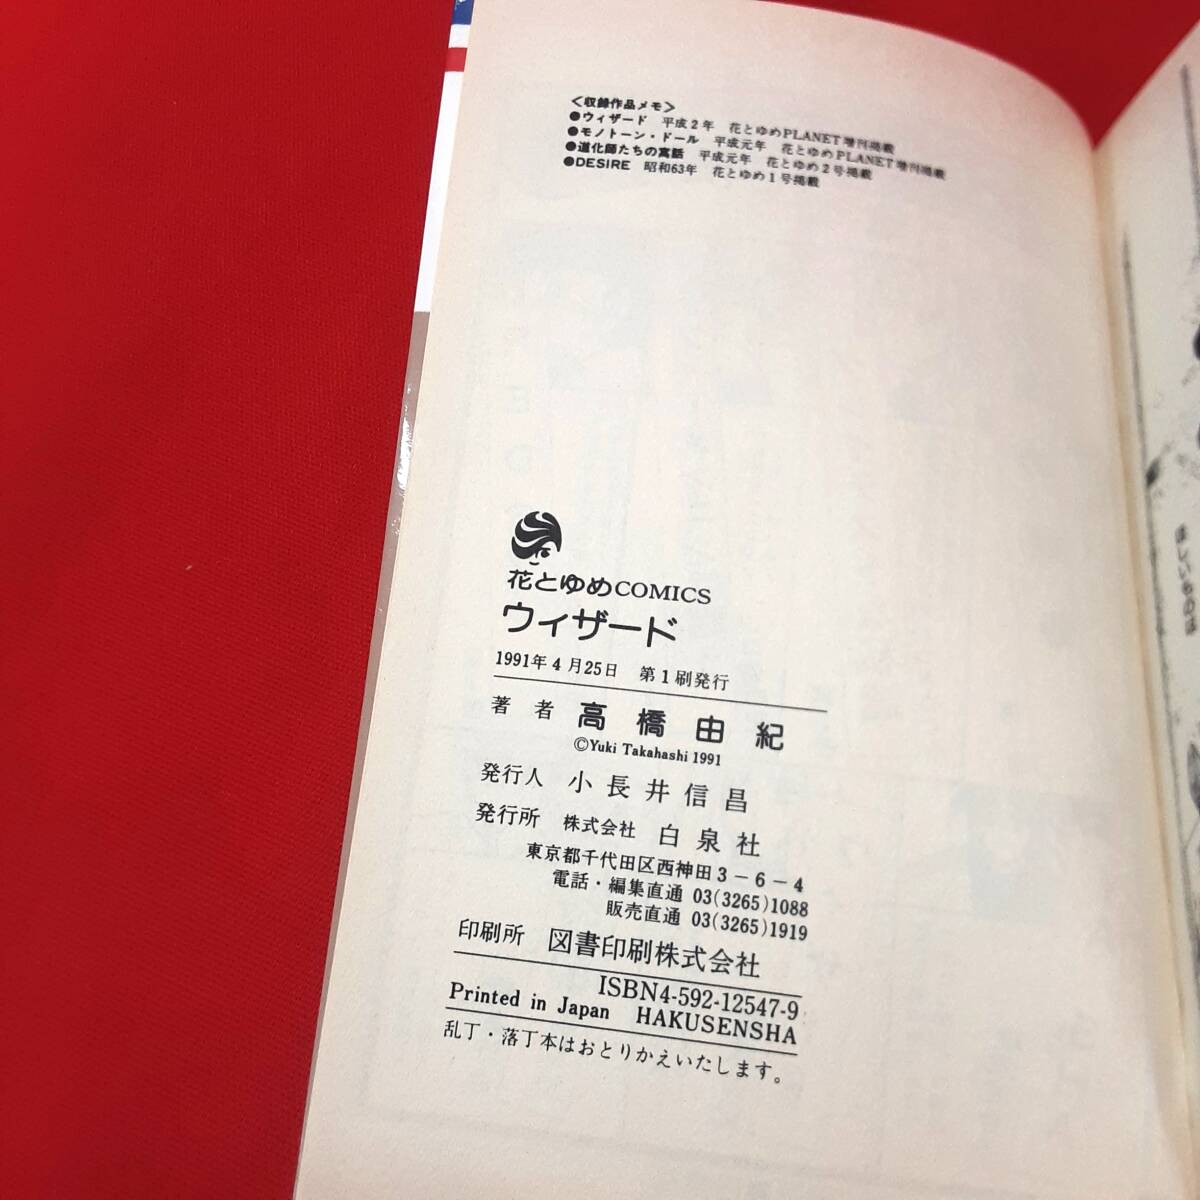 ＜収録作品メモ＞
●ウィザード 平成2年 花とゆめPLANET増刊掲載
●モノトーン・ドール 平成元年 花とゆめPLANET増刊掲載
●道化師たちの寓話 平成元年 花とゆめ2号掲載
●DESIRE 昭和63年 花とゆめ1号掲載
花とゆめCOMICS
ウィザード
1991年4月25日 第1刷発行
著者 高橋由紀
©Yuki Takahashi 1991
発行人 小長井信昌
発行所 株式会社 白泉社
東京都千代田区西神田3-6-4
電話・編集直通 03(3265)1088
販売直通 03(3265)1919
印刷所 図書印刷株式会社
ISBN4-592-12547-9
Printed in Japan HAKUSENSHA
乱丁・落丁本はおとりかえいたします。